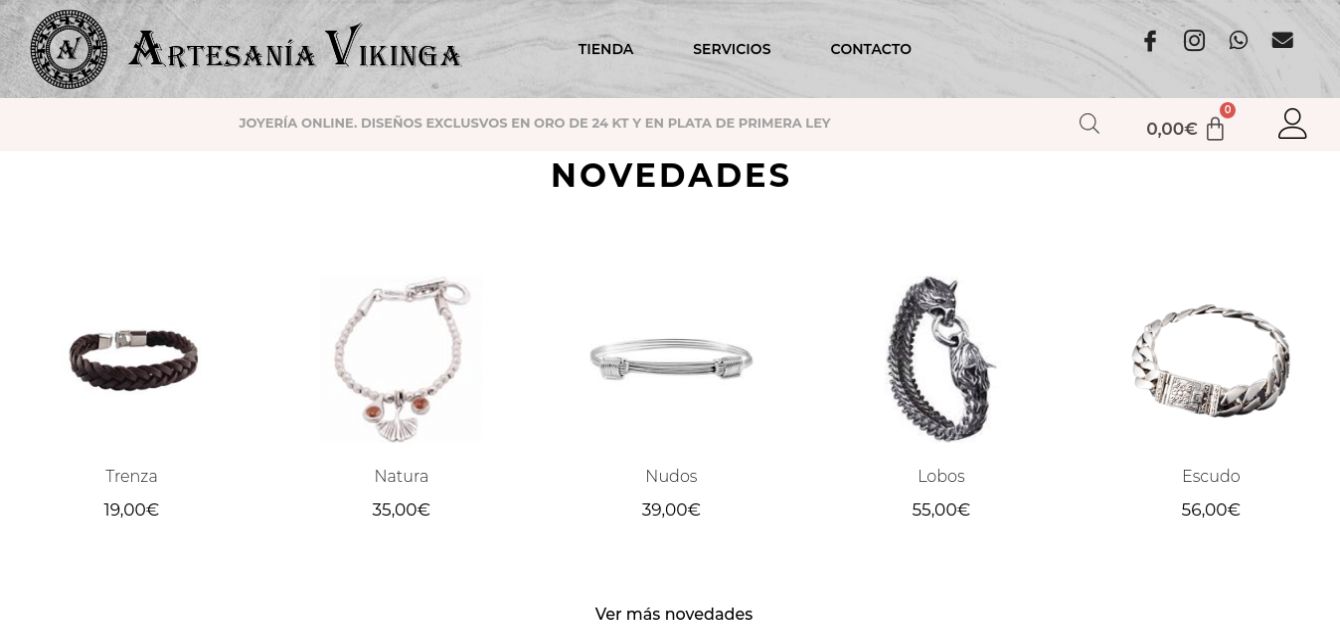 AV ARTESANÍA VIKINGA
TIENDA SERVICIOS CONTACTO
JOYERÍA ONLINE. DISEÑOS EXCLUSVOS EN ORO DE 24 KT Y EN PLATA DE PRIMERA LEY
0,00€ 0
NOVEDADES
Trenza Natura Nudos Lobos Escudo
19,00€ 35,00€ 39,00€ 55,00€ 56,00€
Ver más novedades